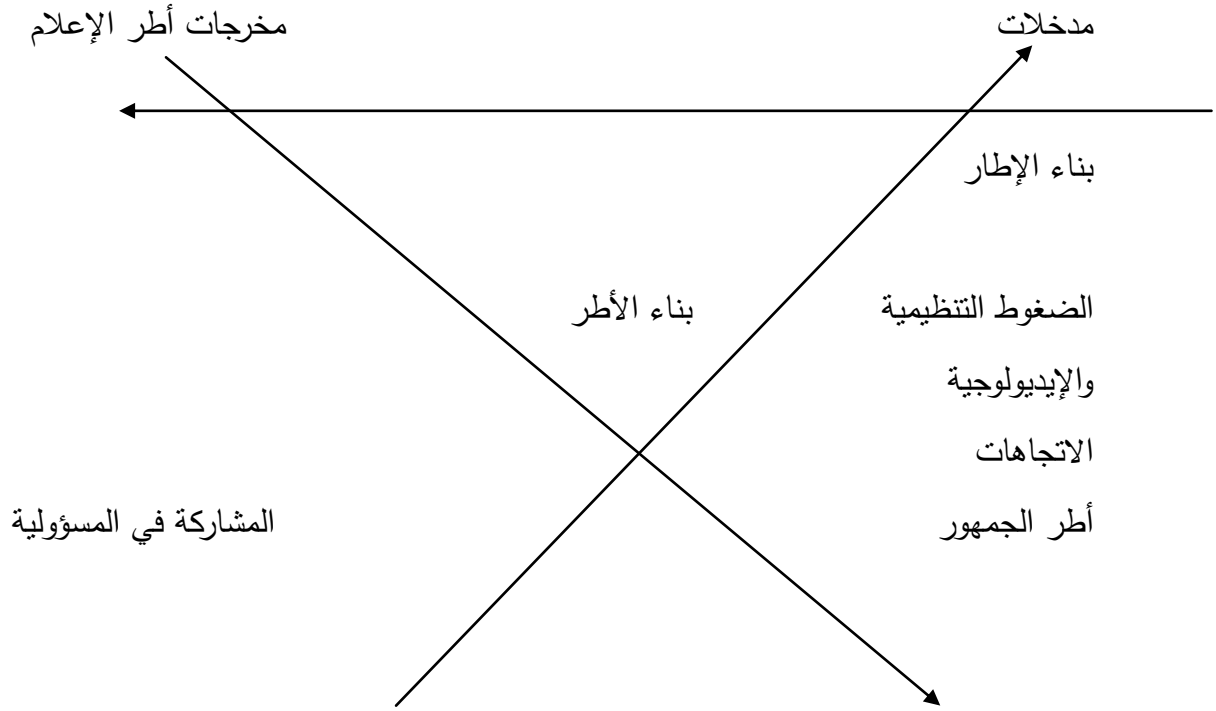 مدخلات
مخرجات أطر الإعلام
بناء الإطار
الضغوط التنظيمية
بناء الأطر
والإيديولوجية
الاتجاهات
أطر الجمهور
المشاركة في المسؤولية